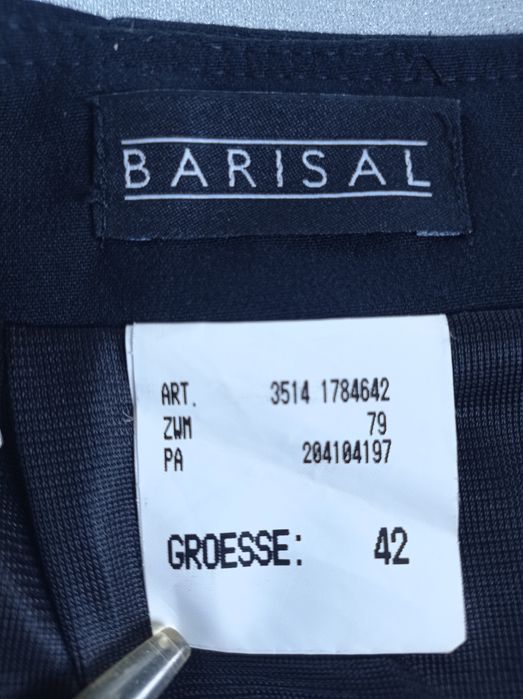 BARISAL
ART. 3514 1784642
ZWM 79
PA 204104197
GROESSE: 42